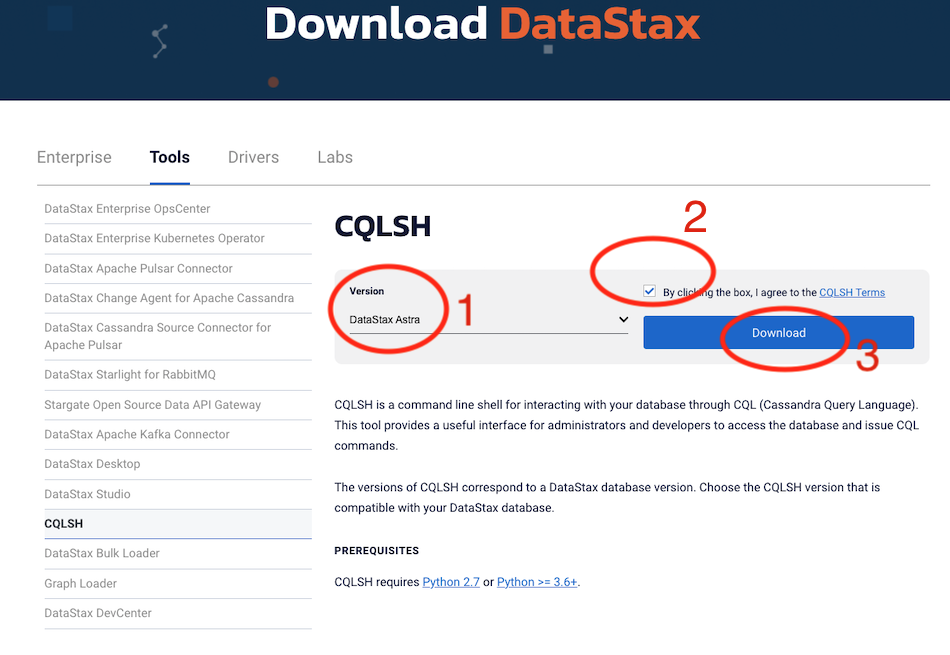 Download DataStax
Enterprise
Tools
Drivers
Labs
DataStax Enterprise OpsCenter
DataStax Enterprise Kubernetes Operator
DataStax Apache Pulsar Connector
DataStax Change Agent for Apache Cassandra
DataStax Cassandra Source Connector for
Apache Pulsar
DataStax Starlight for RabbitMQ
Stargate Open Source Data API Gateway
DataStax Apache Kafka Connector
DataStax Desktop
DataStax Studio
CQLSH
DataStax Bulk Loader
Graph Loader
DataStax DevCenter
CQLSH
Version
DataStax Astra
1
2
By clicking the box, I agree to the CQLSH Terms
Download
3
CQLSH is a command line shell for interacting with your database through CQL (Cassandra Query Language).
This tool provides a useful interface for administrators and developers to access the database and issue CQL
commands.
The versions of CQLSH correspond to a DataStax database version. Choose the CQLSH version that is
compatible with your DataStax database.
PREREQUISITES
CQLSH requires Python 2.7 or Python >= 3.6+.